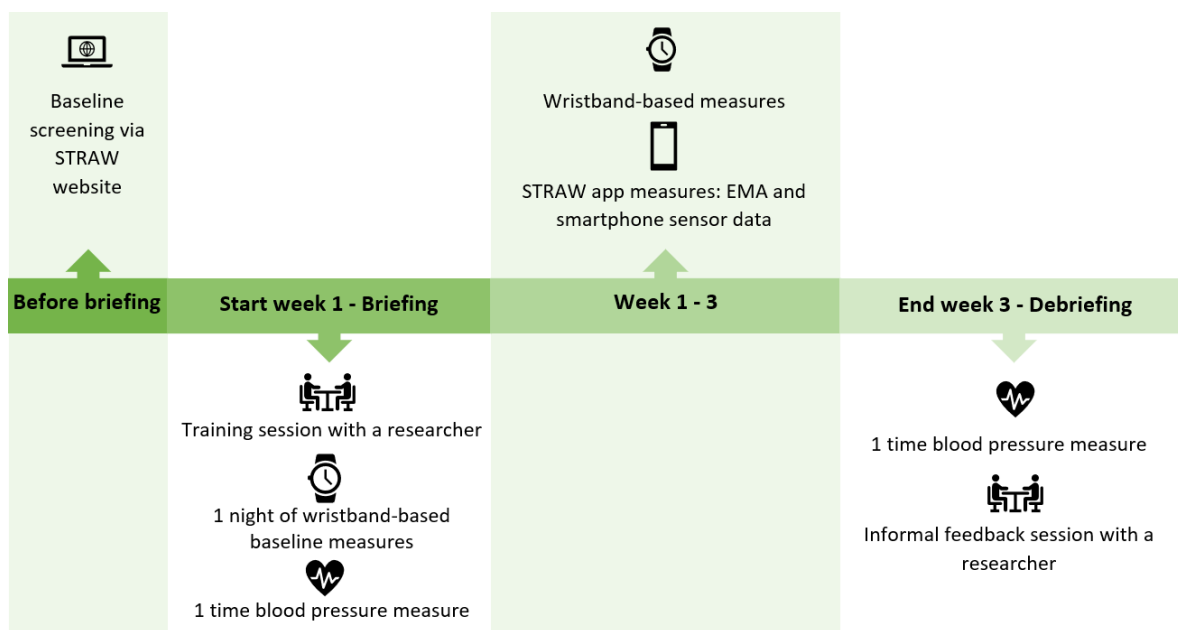 Baseline
screening via
STRAW
website
Wristband-based measures
STRAW app measures: EMA and
smartphone sensor data
Before briefing
Start week 1 - Briefing
Week 1 - 3
End week 3 - Debriefing
Training session with a researcher
1 night of wristband-based
baseline measures
1 time blood pressure measure
1 time blood pressure measure
Informal feedback session with a
researcher